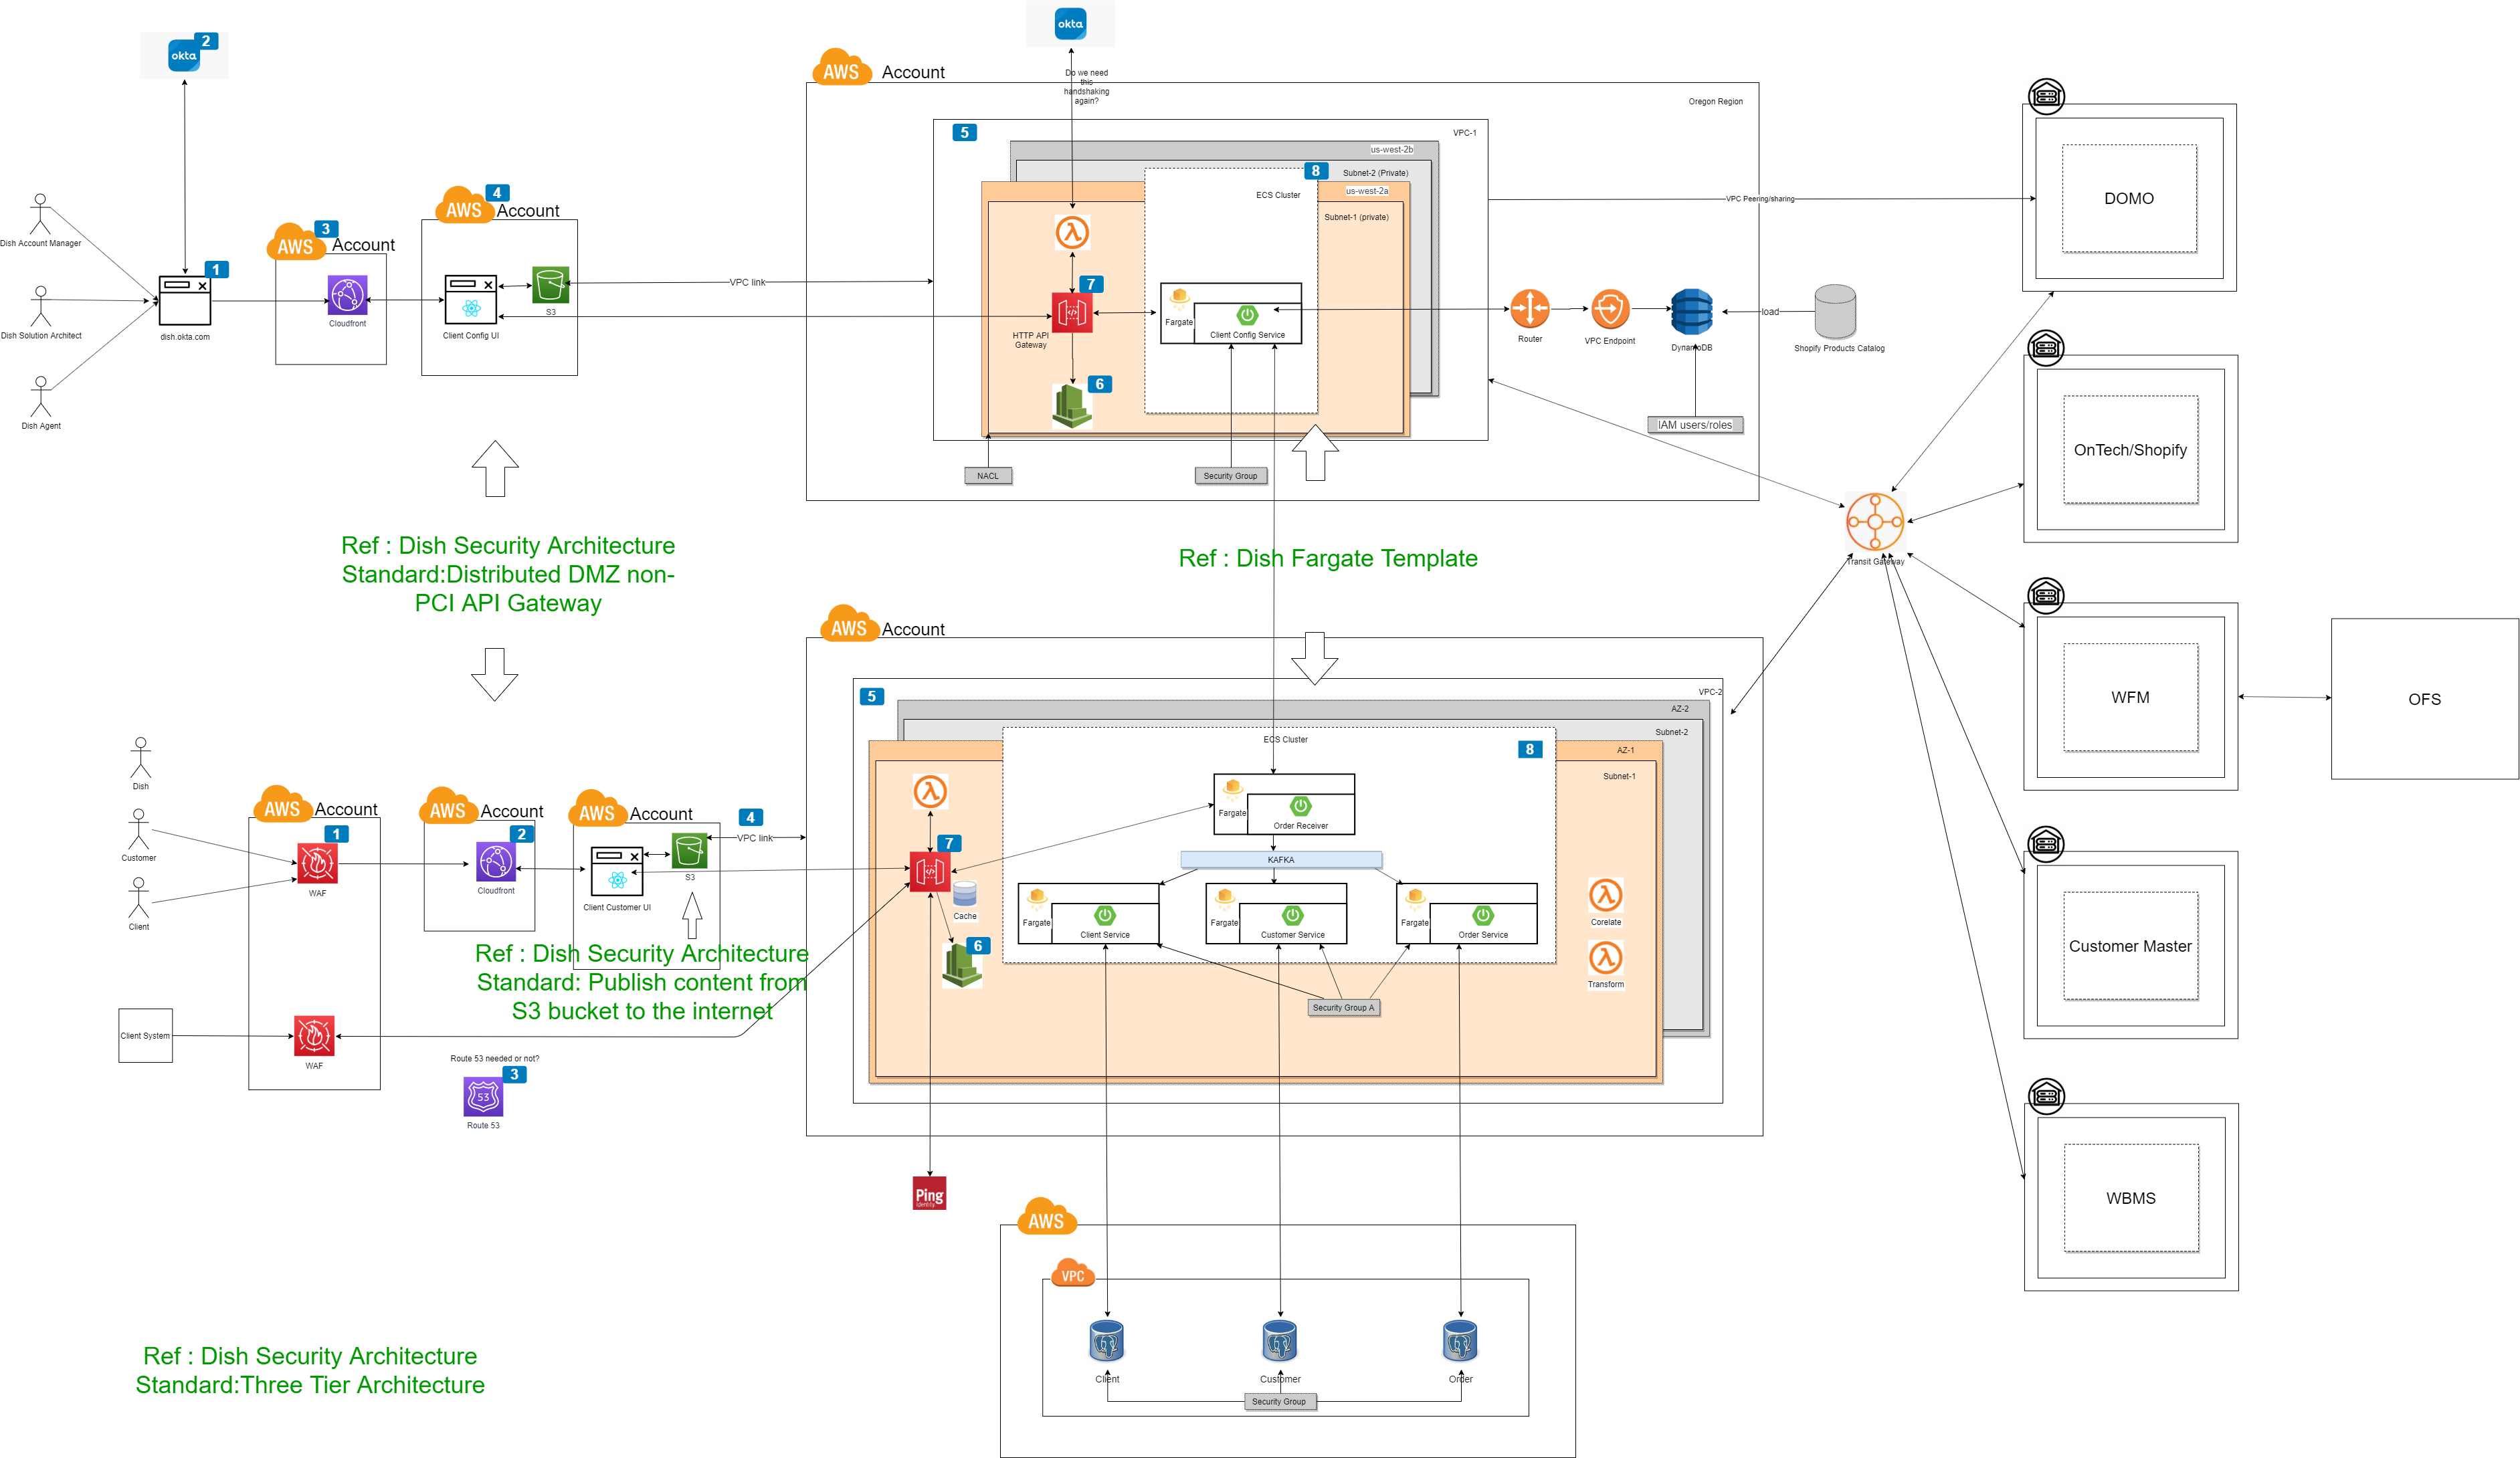 okta
2
okta
Do we need
this
handshaking
again?
AWS
Account
Oregon Region
5
VPC-1
us-west-2b
8
Subnet-2 (Private)
us-west-2a
ECS Cluster
Subnet-1 (private)
VPC Peering/sharing
DOMO
Dish Account Manager
AWS
3
Account
AWS
4
Account
1
dish.okta.com
Cloudfront
Client Config UI
S3
VPC link
7
HTTP API
Gateway
Fargate
Client Config Service
Router
VPC Endpoint
DynamoDB
load
Shopify Products Catalog
Dish Solution Architect
6
Dish Agent
IAM users/roles
NACL
Security Group
OnTech/Shopify
Ref : Dish Security Architecture
Standard:Distributed DMZ non-
PCI API Gateway
Ref : Dish Fargate Template
Transit Gateway
AWS
Account
5
VPC-2
AZ-2
Subnet-2
ECS Cluster
8
AZ-1
Subnet-1
WFM
OFS
Dish
Customer
Client
AWS
Account
1
WAF
AWS
Account
2
Cloudfront
AWS
Account
4
VPC link
Client Customer UI
S3
7
Cache
6
Fargate
Order Receiver
KAFKA
Fargate
Client Service
Fargate
Customer Service
Fargate
Order Service
Corelate
Transform
Security Group A
Customer Master
Ref : Dish Security Architecture
Standard: Publish content from
S3 bucket to the internet
Client System
WAF
Route 53 needed or not?
3
53
Route 53
Ping
Identity
AWS
VPC
WBMS
Client
Customer
Order
Security Group
Ref : Dish Security Architecture
Standard:Three Tier Architecture